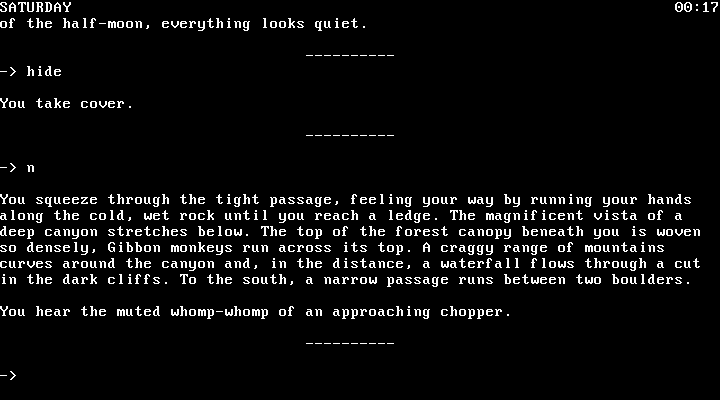 SATURDAY 00:17
of the half-moon, everything looks quiet.
----------
-> hide
You take cover.
----------
-> n
You squeeze through the tight passage, feeling your way by running your hands
along the cold, wet rock until you reach a ledge. The magnificent vista of a
deep canyon stretches below. The top of the forest canopy beneath you is woven
so densely, Gibbon monkeys run across its top. A craggy range of mountains
curves around the canyon and, in the distance, a waterfall flows through a cut
in the dark cliffs. To the south, a narrow passage runs between two boulders.
You hear the muted whomp-whomp of an approaching chopper.
----------
->